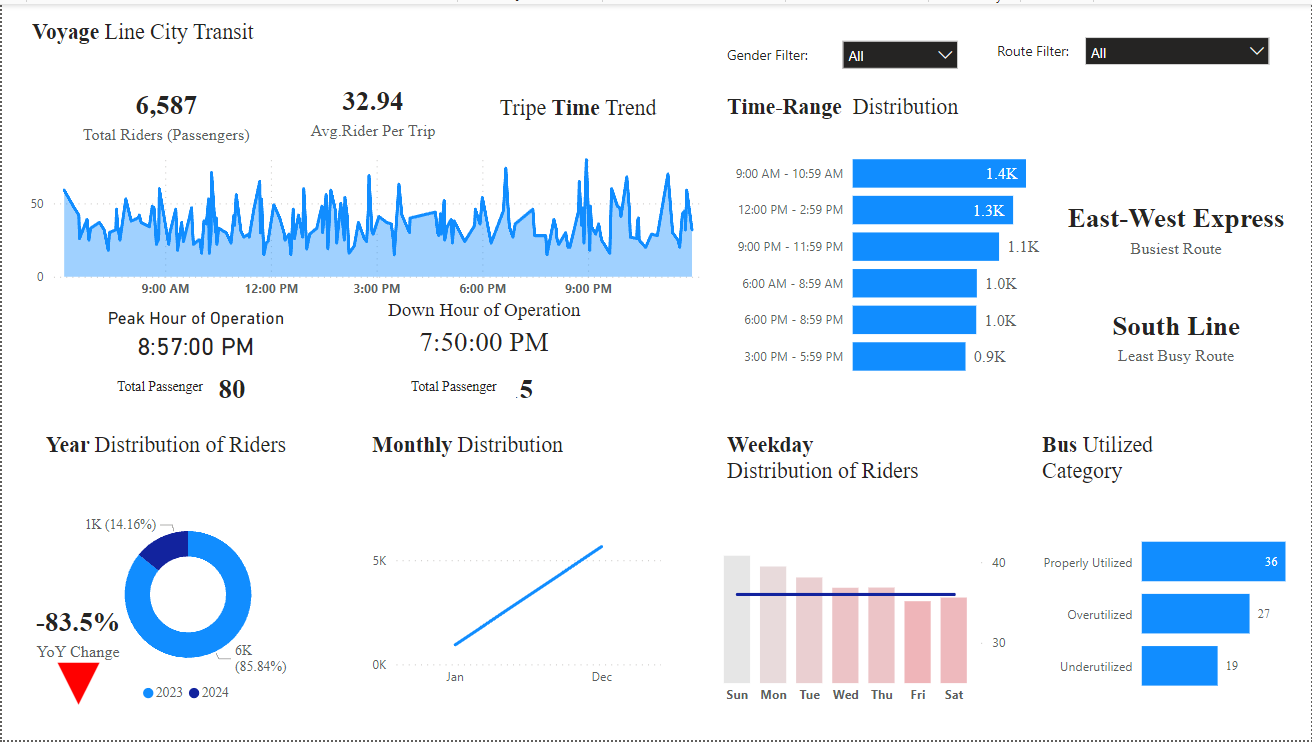 Voyage Line City Transit
Gender Filter:
All
Route Filter:
All
6,587
Total Riders (Passengers)
32.94
Avg.Rider Per Trip
Tripe Time Trend
50
0
9:00 AM
12:00 PM
3:00 PM
6:00 PM
9:00 PM
Peak Hour of Operation
8:57:00 PM
Total Passenger
80
Down Hour of Operation
7:50:00 PM
Total Passenger
5
Time-Range Distribution
9:00 AM - 10:59 AM
1.4K
12:00 PM - 2:59 PM
1.3K
9:00 PM - 11:59 PM
1.1K
6:00 AM - 8:59 AM
1.0K
6:00 PM - 8:59 PM
1.0K
3:00 PM - 5:59 PM
0.9K
East-West Express
Busiest Route
South Line
Least Busy Route
Year Distribution of Riders
1K (14.16%)
-83.5%
YoY Change
6K
(85.84%)
2023
2024
Monthly Distribution
5K
0K
Jan
Dec
Weekday
Distribution of Riders
40
30
Sun
Mon
Tue
Wed
Thu
Fri
Sat
Bus Utilized
Category
Properly Utilized
36
Overutilized
27
Underutilized
19